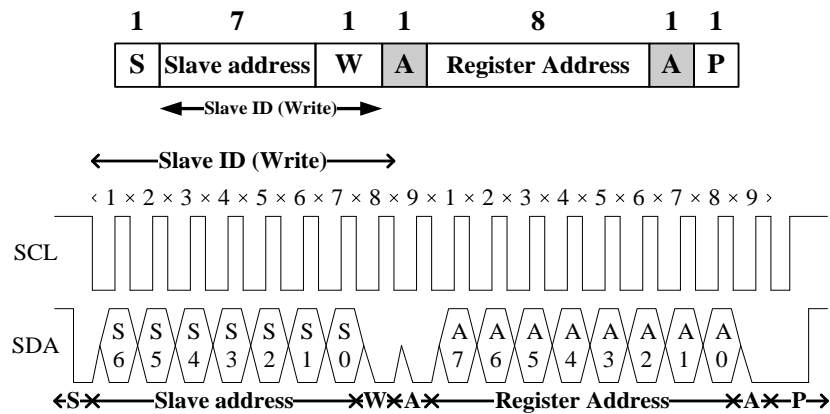 1 7 1 1 8 1 1
S Slave address W A Register Address A P
Slave ID (Write)
Slave ID (Write)
1 2 3 4 5 6 7 8 9 1 2 3 4 5 6 7 8 9
SCL
SDA
S S S S S S S A A A A A A A A
6 5 4 3 2 1 0 7 6 5 4 3 2 1 0
S Slave address W A Register Address A P